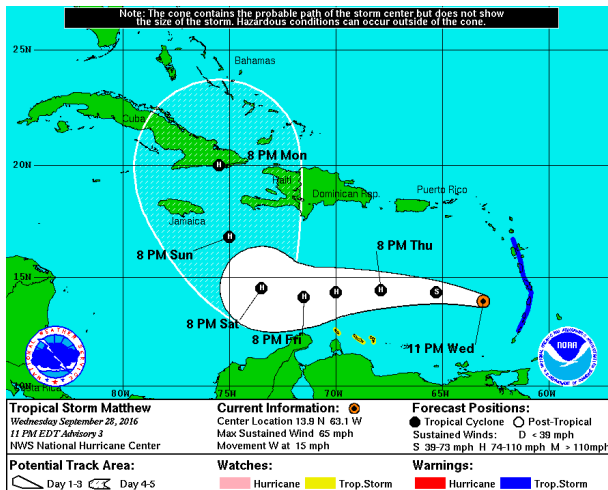 Note: The cone contains the probable path of the storm center but does not show
the size of the storm. Hazardous conditions can occur outside of the cone.
25N
Bahamas
Cuba
H
8 PM Mon
20N
Haiti
Dominican Rep.
Puerto Rico
Jamaica
H
8 PM Sun
8 PM Thu
15N
H
H
H
H
S
8 PM Sat
8 PM Fri
11 PM Wed
NOAA
10N
Costa Rica
80W
75W
70W
65W
60W
Tropical Storm Matthew
Wednesday September 28, 2016
11 PM EDT Advisory 3
NWS National Hurricane Center
Current Information:
Center Location 13.9 N 63.1 W
Max Sustained Wind 65 mph
Movement W at 15 mph
Forecast Positions:
Tropical Cyclone Post-Tropical
Sustained Winds: D < 39 mph
S 39-73 mph H 74-110 mph M > 110mph
Potential Track Area:
Day 1-3 Day 4-5
Watches:
Hurricane Trop.Storm
Warnings:
Hurricane Trop.Storm